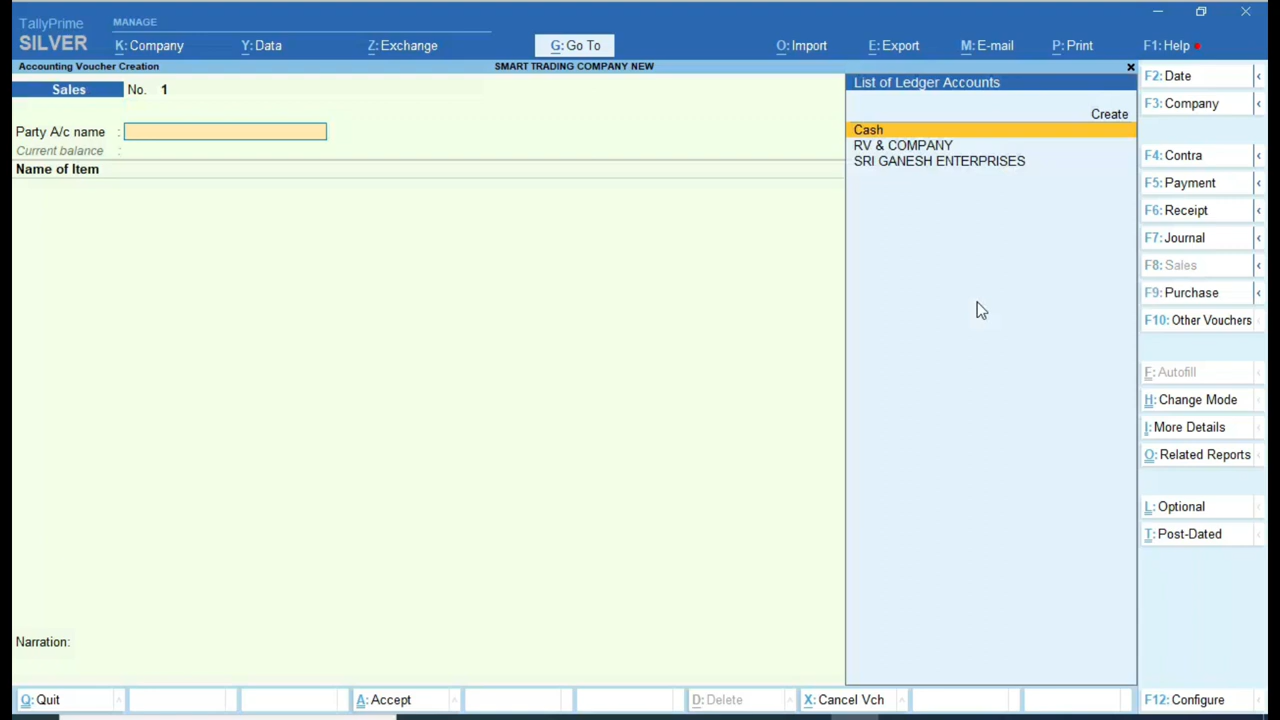 TallyPrime
SILVER
MANAGE
K: Company
Y: Data
Z: Exchange
G: Go To
O: Import
E: Export
M: E-mail
P: Print
F1: Help
Accounting Voucher Creation
SMART TRADING COMPANY NEW
Sales No. 1
Party A/c name :
Current balance :
Name of Item
Narration:
List of Ledger Accounts
Create
Cash
RV & COMPANY
SRI GANESH ENTERPRISES
F2: Date
F3: Company
F4: Contra
F5: Payment
F6: Receipt
F7: Journal
F8: Sales
F9: Purchase
F10: Other Vouchers
F: Autofill
H: Change Mode
I: More Details
O: Related Reports
L: Optional
T: Post-Dated
Q: Quit
A: Accept
D: Delete
X: Cancel Vch
F12: Configure